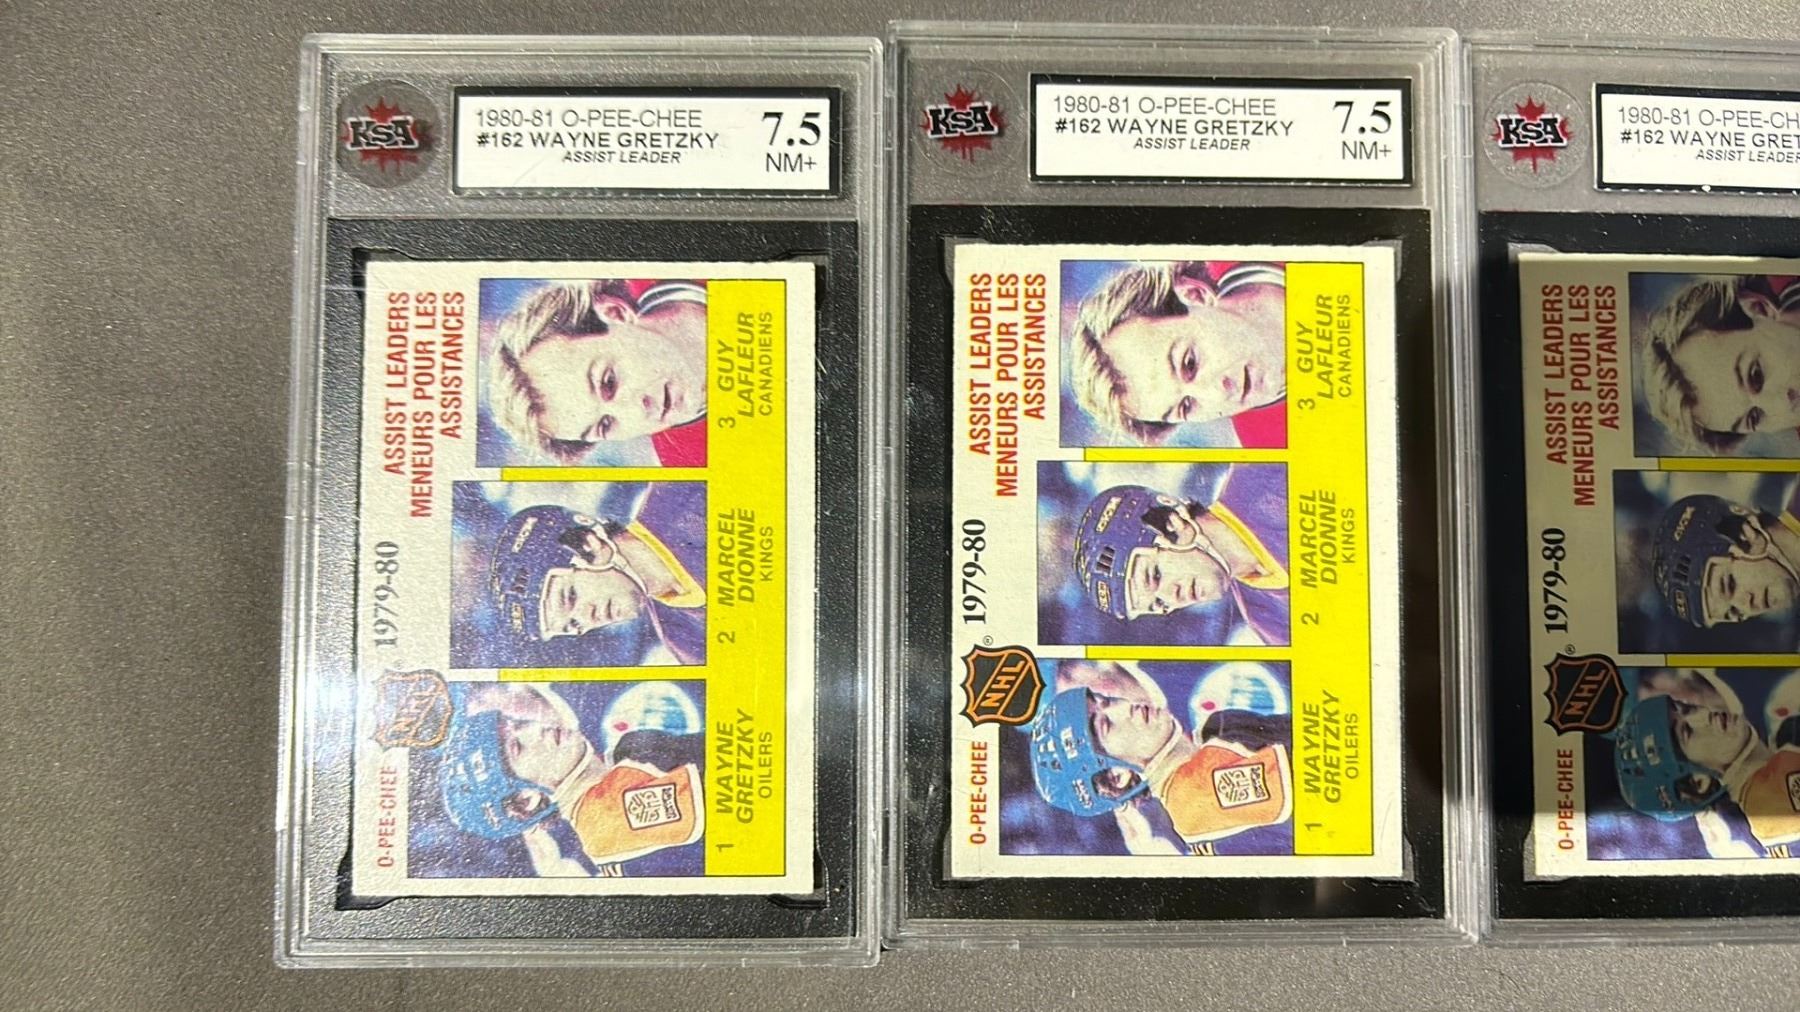 KSA
1980-81 O-PEE-CHEE
#162 WAYNE GRETZKY
ASSIST LEADER
7.5
NM+
ASSIST LEADERS
MENEURS POUR LES
ASSISTANCES
1979-80
NHL
®
O-PEE-CHEE
3 GUY
LAFLEUR
CANADIENS
2 MARCEL
DIONNE
KINGS
1 WAYNE
GRETZKY
OILERS
KSA
1980-81 O-PEE-CHEE
#162 WAYNE GRETZKY
ASSIST LEADER
7.5
NM+
ASSIST LEADERS
MENEURS POUR LES
ASSISTANCES
1979-80
NHL
®
O-PEE-CHEE
3 GUY
LAFLEUR
CANADIENS
2 MARCEL
DIONNE
KINGS
1 WAYNE
GRETZKY
OILERS
KSA
1980-81 O-PEE-CH
#162 WAYNE GRET
ASSIST LEADER
ASSIST LEADERS
MENEURS POUR LES
ASSISTANCES
1979-80
NHL
®
O-PEE-CHEE